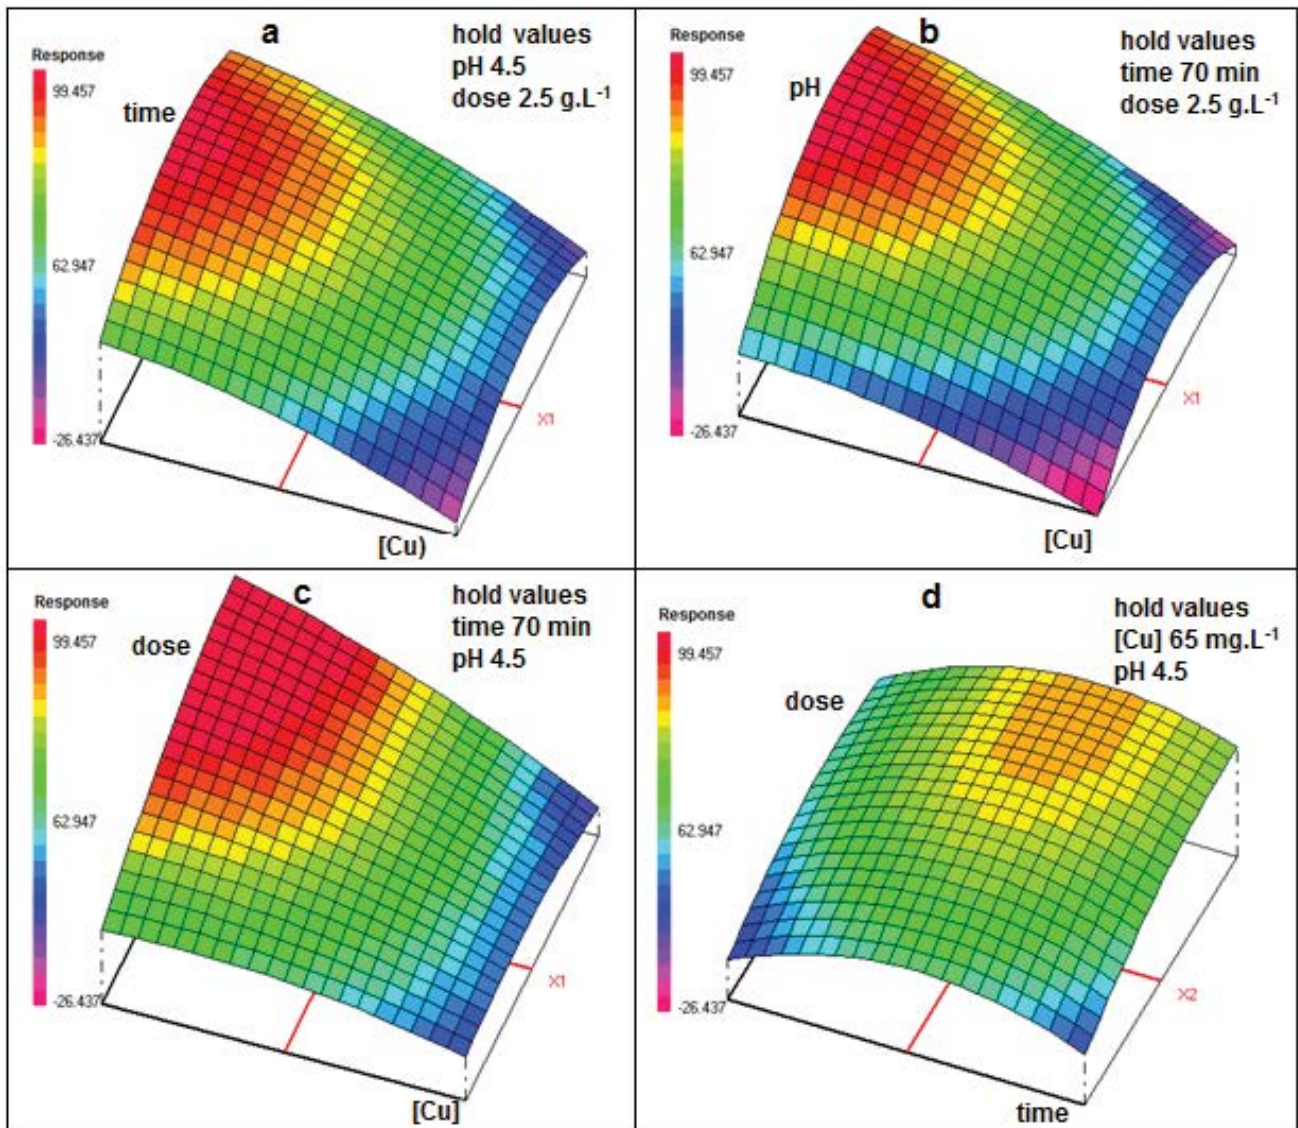 a
Response
99.457
62.947
-26.437
time
hold values
pH 4.5
dose 2.5 g.L⁻¹
X1
[Cu)
b
Response
99.457
62.947
-26.437
pH
hold values
time 70 min
dose 2.5 g.L⁻¹
X1
[Cu]
c
Response
99.457
62.947
-26.437
dose
hold values
time 70 min
pH 4.5
X1
[Cu]
d
Response
99.457
62.947
-26.437
dose
hold values
[Cu] 65 mg.L⁻¹
pH 4.5
X2
time